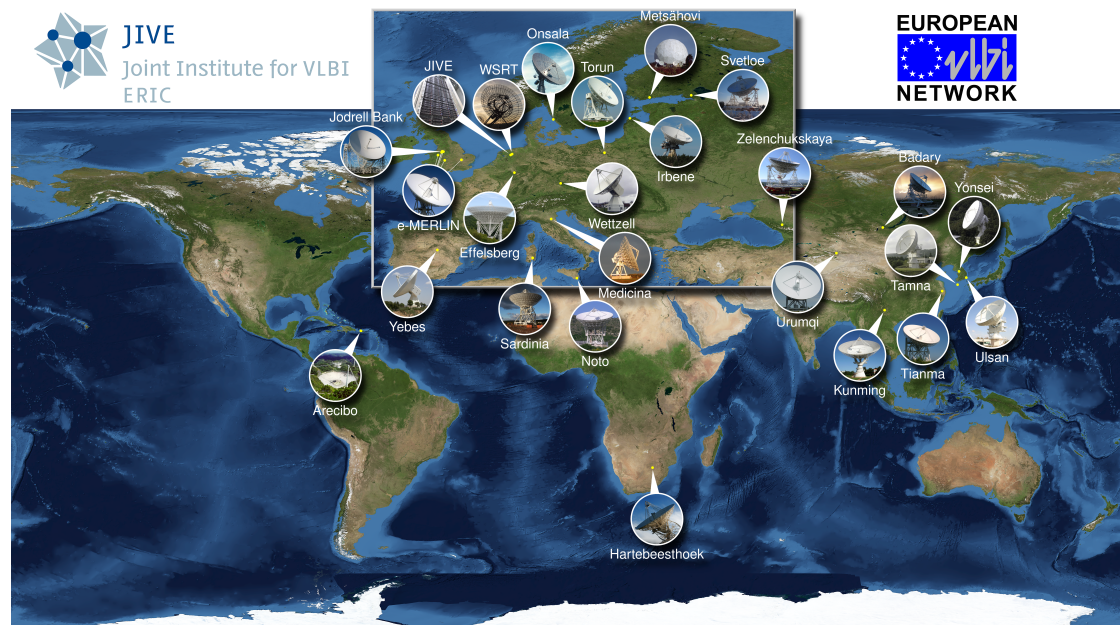 JIVE
Joint Institute for VLBI
ERIC
EUROPEAN
vlbi
NETWORK
Metsähovi
Onsala
JIVE
WSRT
Torun
Svetloe
Jodrell Bank
Zelenchukskaya
Irbene
Badary
Yonsei
e-MERLIN
Effelsberg
Wettzell
Medicina
Tamna
Yebes
Sardinia
Noto
Urumqi
Ulsan
Kunming
Tianma
Arecibo
Hartebeesthoek